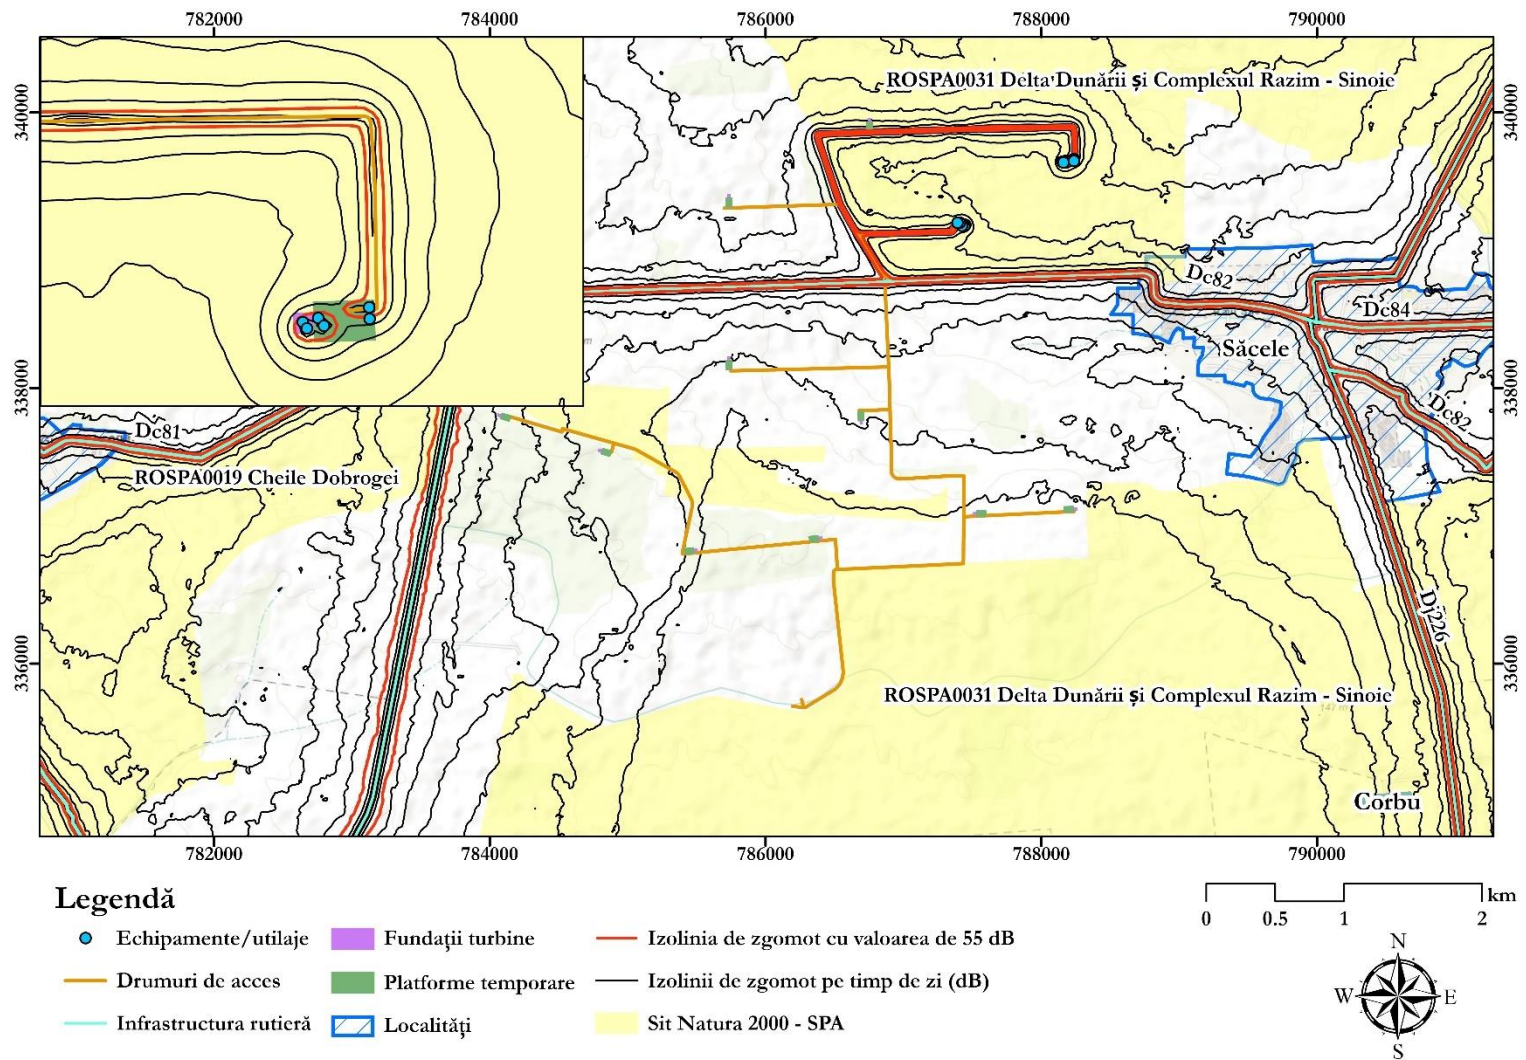 782000 784000 786000 788000 790000
340000 ROSPA0031 Delta Dunării și Complexul Razim - Sinoie 340000
Dc82
Dc84
Săcele
338000 338000
Dc81
Dc82
ROSPA0019 Cheile Dobrogei
Dj226
336000 336000
ROSPA0031 Delta Dunării și Complexul Razim - Sinoie
Corbu
782000 784000 786000 788000 790000
Legendă
Echipamente/utilaje
Drumuri de acces
Infrastructura rutieră
Fundații turbine
Platforme temporare
Localități
Izolinia de zgomot cu valoarea de 55 dB
Izolinii de zgomot pe timp de zi (dB)
Sit Natura 2000 - SPA
km
0 0.5 1 2
N
W E
S